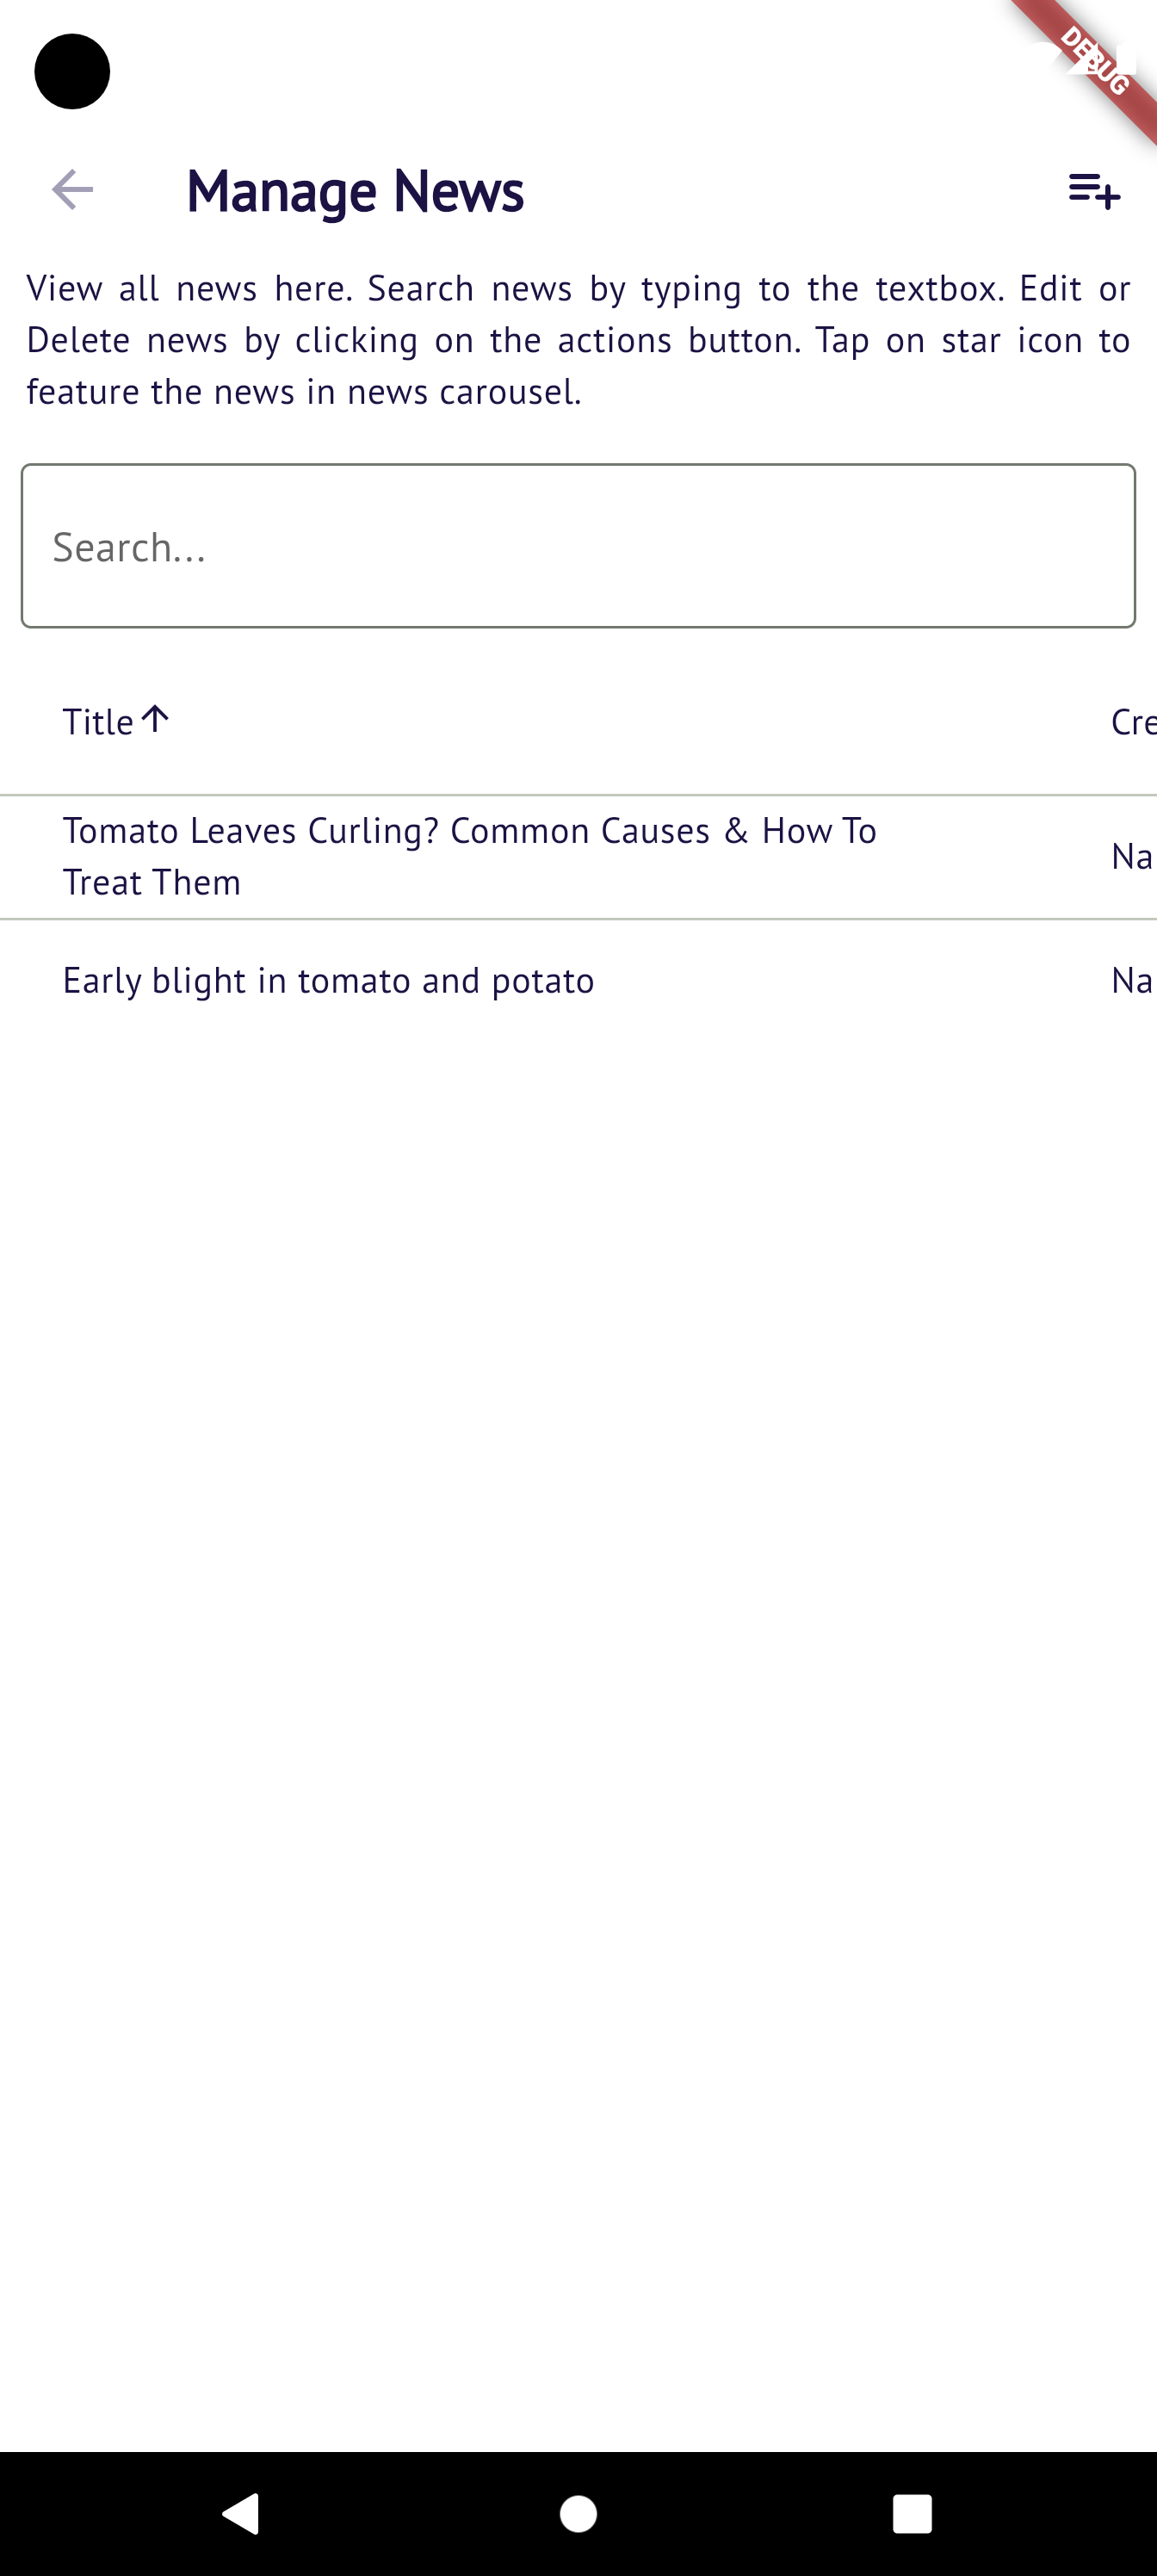 DEBUG
Manage News
View all news here. Search news by typing to the textbox. Edit or
Delete news by clicking on the actions button. Tap on star icon to
feature the news in news carousel.
Search...
Title
Cre
Tomato Leaves Curling? Common Causes & How To
Treat Them
Na
Early blight in tomato and potato
Na